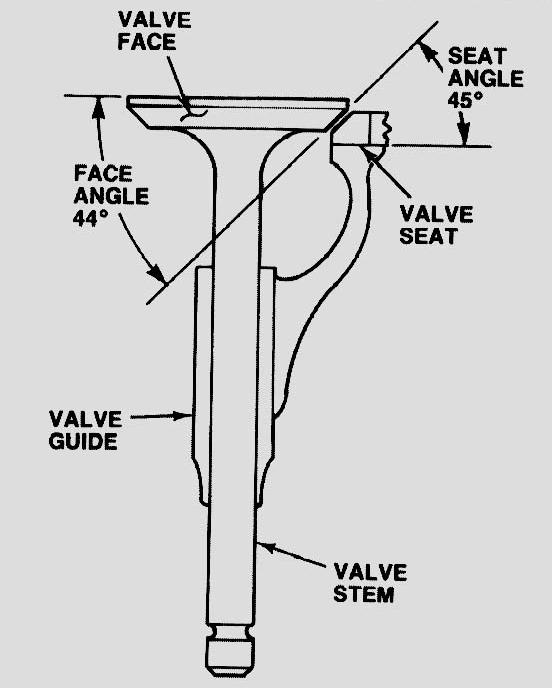 VALVE
FACE
SEAT
ANGLE
45°
FACE
ANGLE
44°
VALVE
SEAT
VALVE
GUIDE
VALVE
STEM